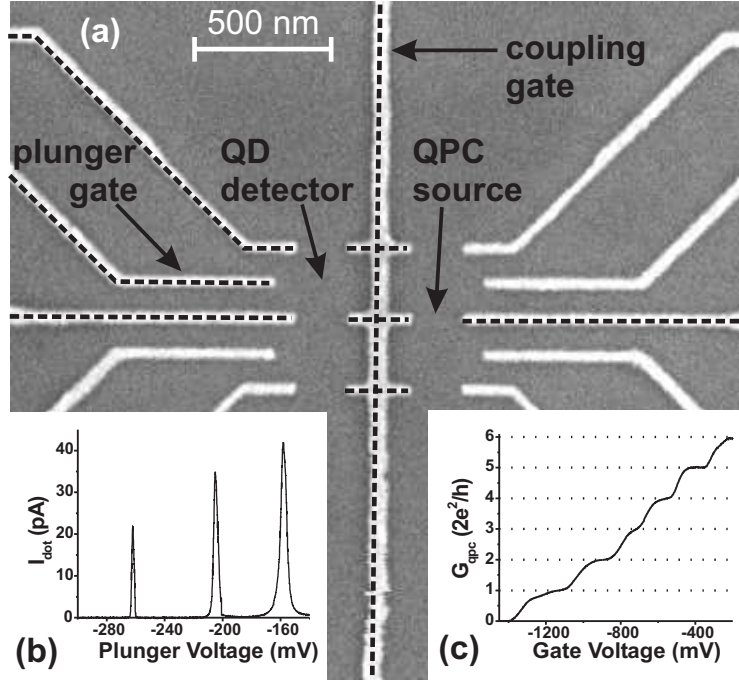 (a)
500 nm
coupling
gate
plunger
gate
QD
detector
QPC
source
40
30
20
10
0
I_dot (pA)
-280
-240
-200
-160
Plunger Voltage (mV)
(b)
6
5
4
3
2
1
0
G_qpc (2e²/h)
-1200
-800
-400
Gate Voltage (mV)
(c)